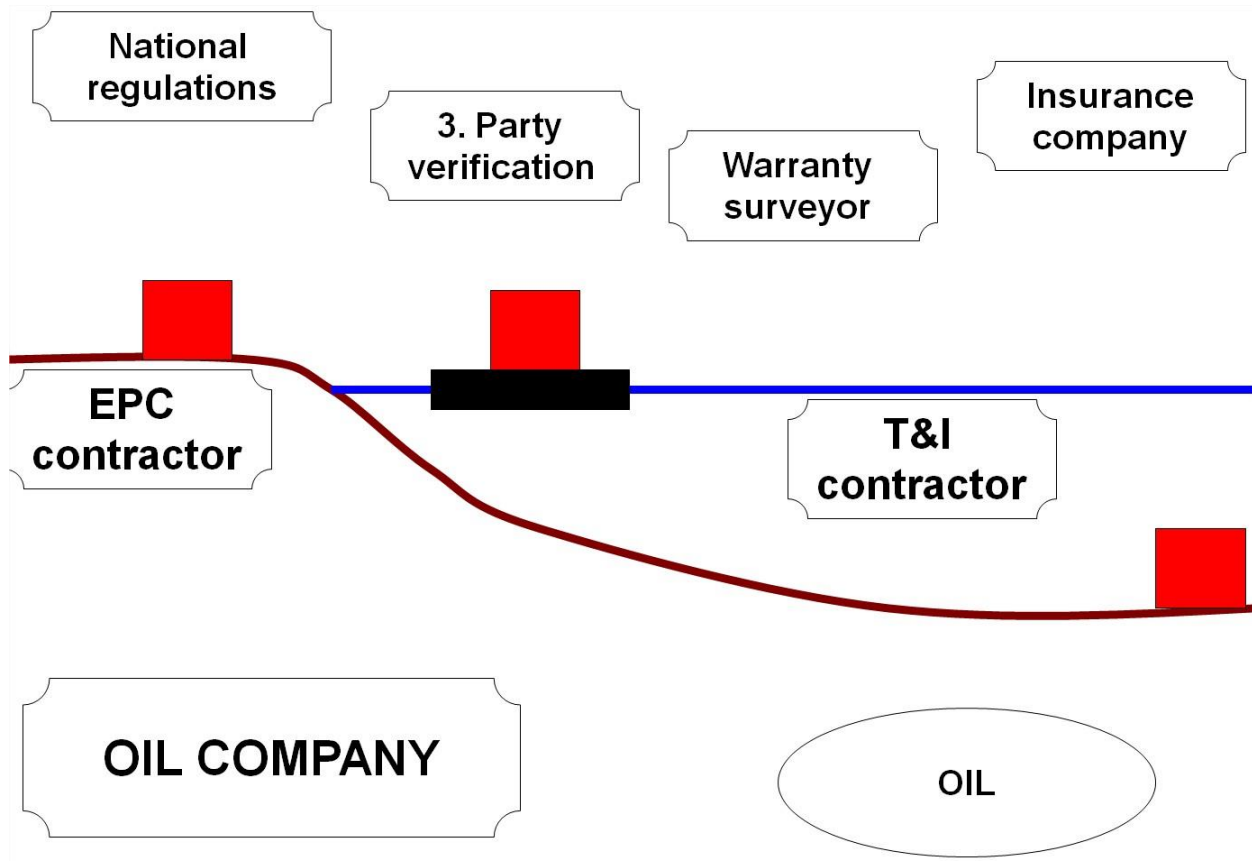 National
regulations
3. Party
verification
Warranty
surveyor
Insurance
company
EPC
contractor
T&I
contractor
OIL COMPANY
OIL